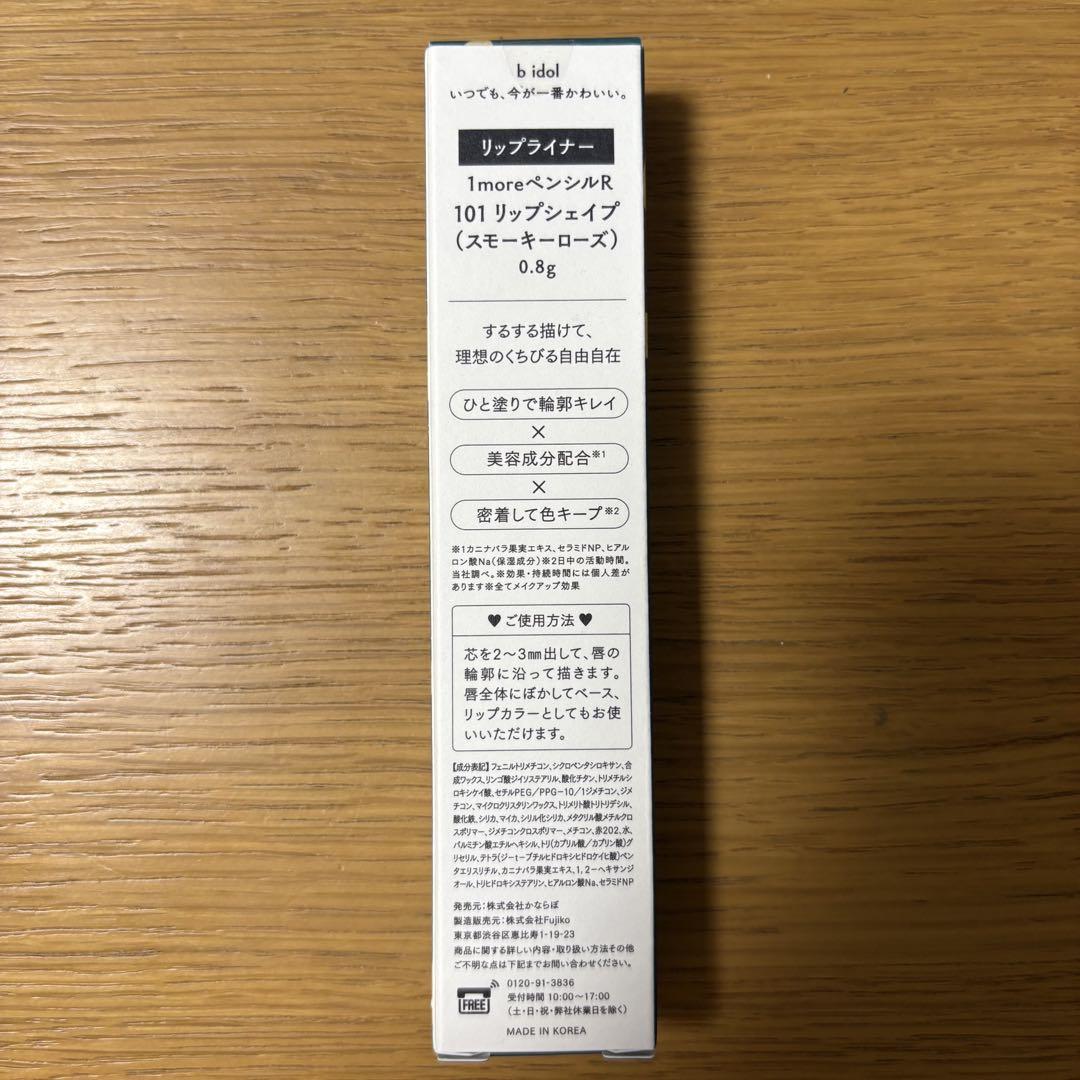 b idol
いつでも、今が一番かわいい。
リップライナー
1moreペンシルR
101 リップシェイプ
(スモーキーローズ)
0.8g
するする描けて、
理想のくちびる自由自在
ひと塗りで輪郭キレイ
×
美容成分配合※1
×
密着して色キープ※2
※1カニナバラ果実エキス、セラミドNP、ヒアル
ロン酸Na(保湿成分)※2日中の活動時間。
当社調べ。※効果・持続時間には個人差が
あります※全てメイクアップ効果
♥ご使用方法♥
芯を2〜3㎜出して、唇の
輪郭に沿って描きます。
唇全体にぼかしてベース、
リップカラーとしてもお使
いいただけます。
【成分表記】フェニルトリメチコン、シクロペンタシロキサン、合
成ワックス、リンゴ酸ジイソステアリル、酸化チタン、トリメチルシ
ロキシケイ酸、セチルPEG/PPG-10/1ジメチコン、ジメ
チコン、マイクロクリスタリンワックス、トリメリト酸トリトリデシル、
酸化鉄、シリカ、マイカ、シリル化シリカ、メタクリル酸メチルクロ
スポリマー、ジメチコンクロスポリマー、メチコン、赤202、水、
パルミチン酸エチルヘキシル、トリ(カプリル酸/カプリン酸)グ
リセリル、テトラ(ジーtーブチルヒドロキシヒドロケイヒ酸)ペン
タエリスリチル、カニナバラ果実エキス、1,2-ヘキサンジ
オール、トリヒドロキシステアリン、ヒアルロン酸Na、セラミドNP
発売元:株式会社かならぼ
製造販売元:株式会社Fujiko
東京都渋谷区恵比寿1-19-23
商品に関する詳しい内容・取り扱い方法その他
ご不明な点は下記までお問い合わせください。
FREE
0120-91-3836
受付時間 10:00〜17:00
(土・日・祝・弊社休業日を除く)
MADE IN KOREA